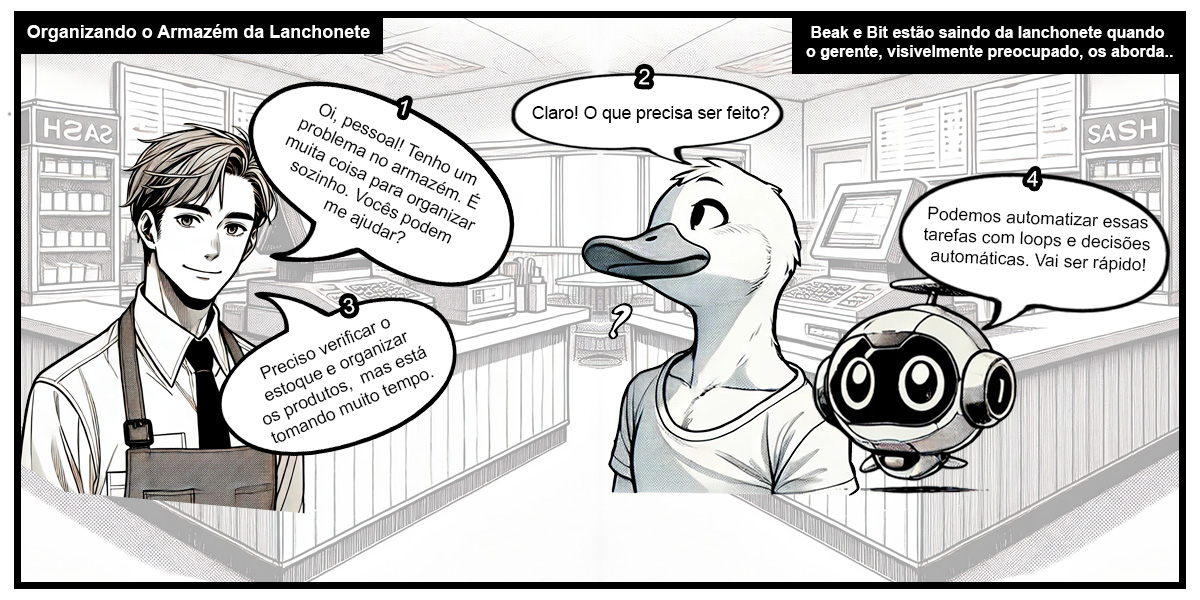 Organizando o Armazém da Lanchonete
Beak e Bit estão saindo da lanchonete quando
o gerente, visivelmente preocupado, os aborda..
1
Oi, pessoal! Tenho um
problema no armazém. É
muita coisa para organizar
sozinho. Vocês podem
me ajudar?
2
Claro! O que precisa ser feito?
3
Preciso verificar o
estoque e organizar
os produtos, mas está
tomando muito tempo.
4
Podemos automatizar essas
tarefas com loops e decisões
automáticas. Vai ser rápido!
?
SASH
SASH